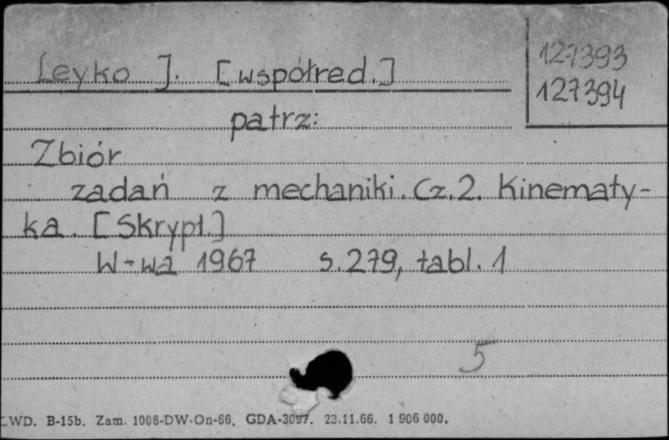 Leyko J. [współred.]
127393
127394
patrz:
Zbiór
zadań z mechaniki. Cz. 2. Kinematy-
ka. [Skrypt.]
W-wa 1967 s. 279, tabl. 1
5
LWD. B-15b. Zam. 1008-DW-On-66. GDA-3097. 23.11.66. 1 906 000.